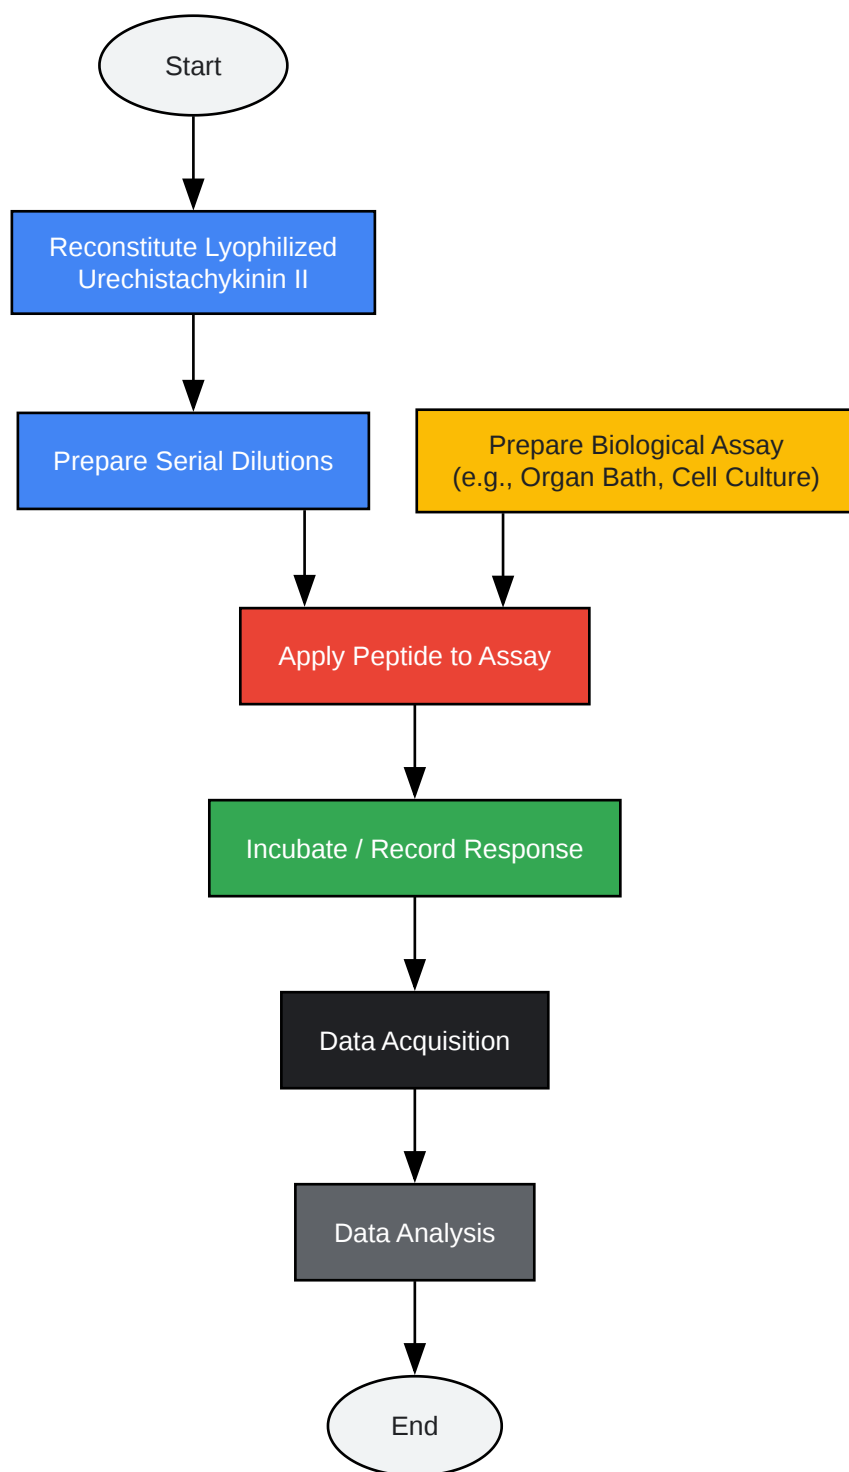 Start
Reconstitute Lyophilized
Urechistachykinin II
Prepare Serial Dilutions
Prepare Biological Assay
(e.g., Organ Bath, Cell Culture)
Apply Peptide to Assay
Incubate / Record Response
Data Acquisition
Data Analysis
End